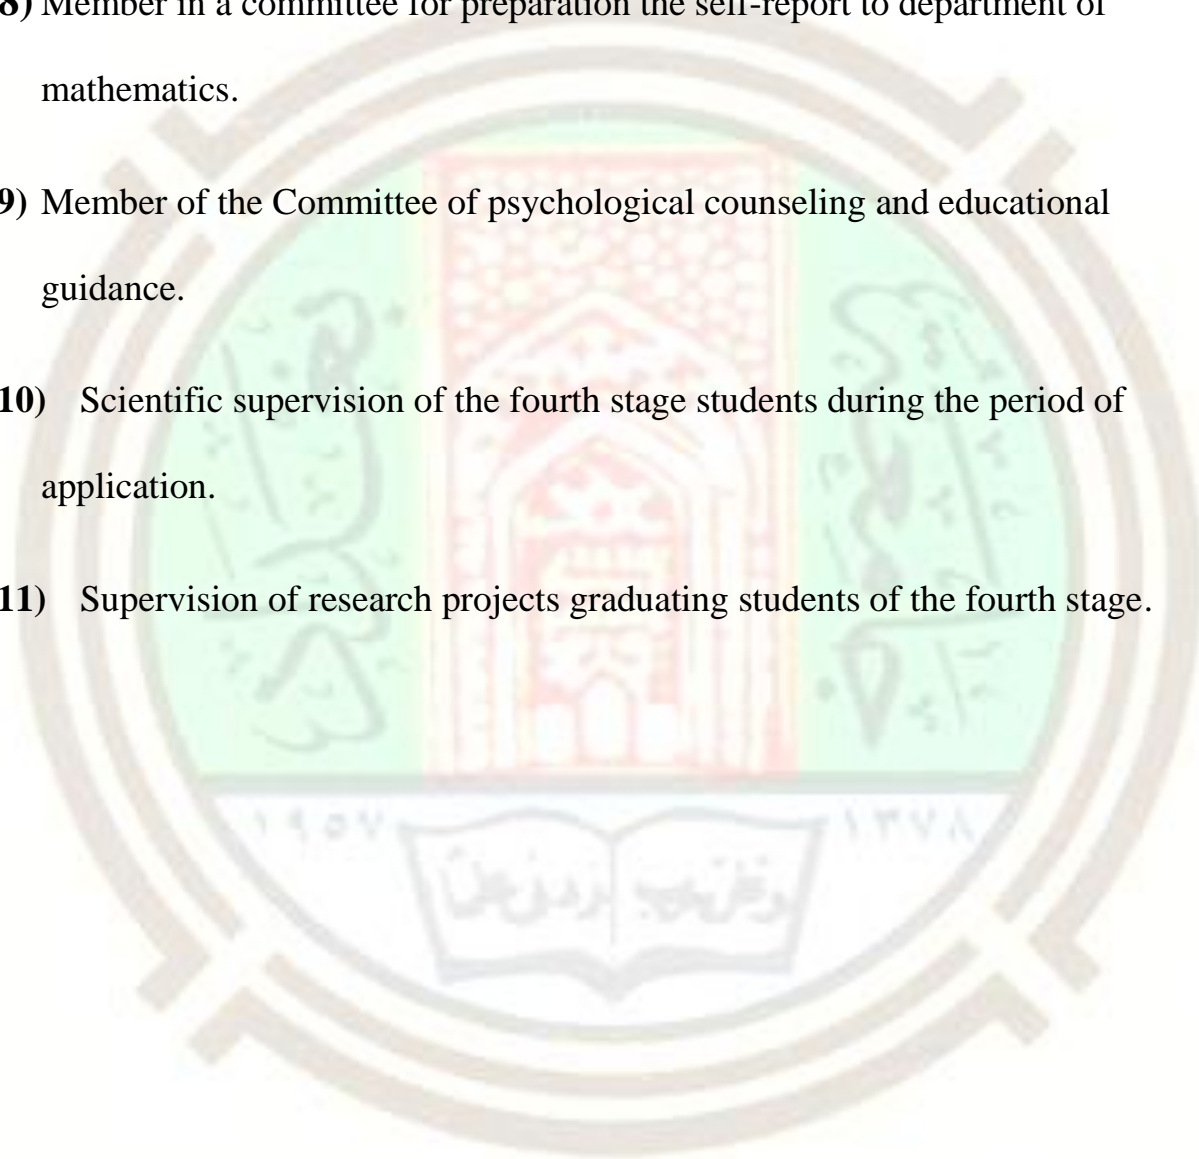 8) Member in a committee for preparation the self-report to department of
mathematics.
9) Member of the Committee of psychological counseling and educational
guidance.
10) Scientific supervision of the fourth stage students during the period of
application.
11) Supervision of research projects graduating students of the fourth stage.
١٩٥٧
١٣٧٨